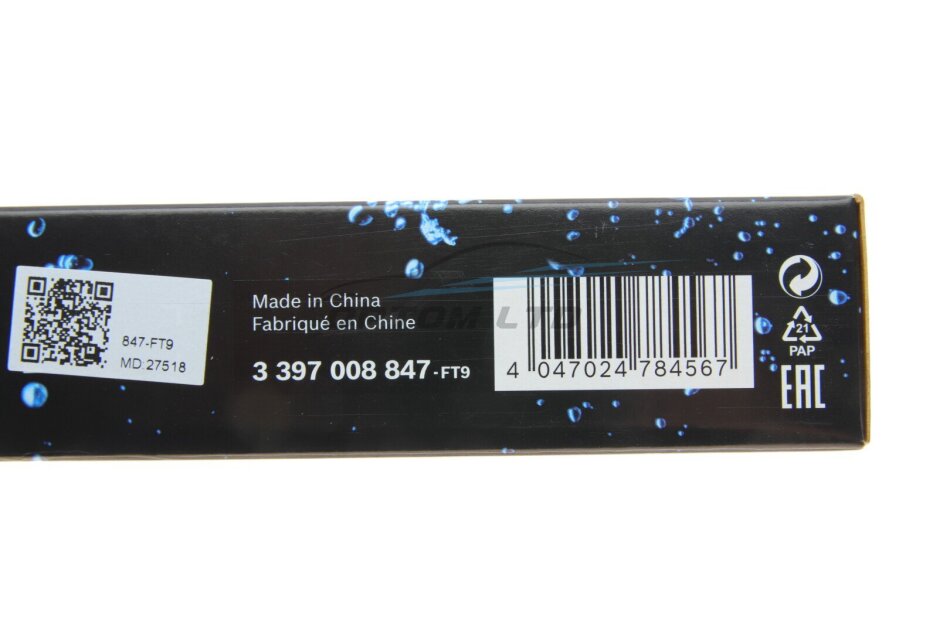 847-FT9
MD:27518
Made in China
Fabriqué en Chine
3 397 008 847-FT9
4 047024 784567
21
PAP
EAC